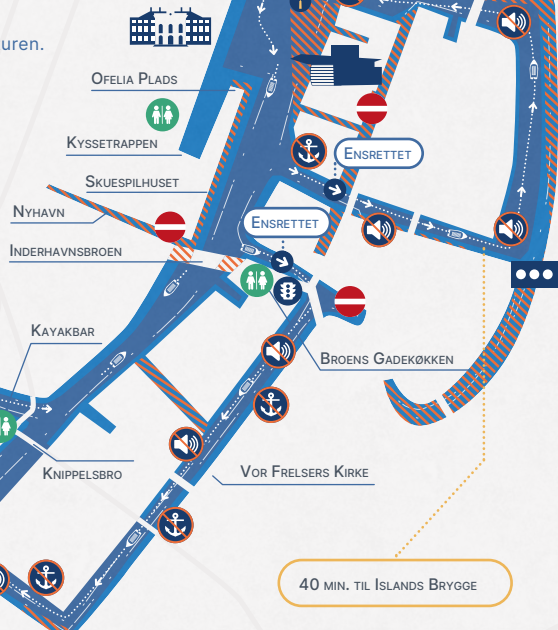 uren.
Ofelia Plads
Kyssetrappen
Ensrettet
Skuespilhuset
Nyhavn
Ensrettet
Inderhavnsbroen
Kayakbar
Broens Gadekøkken
Knippelsbro
Vor Frelsers Kirke
40 min. til Islands Brygge